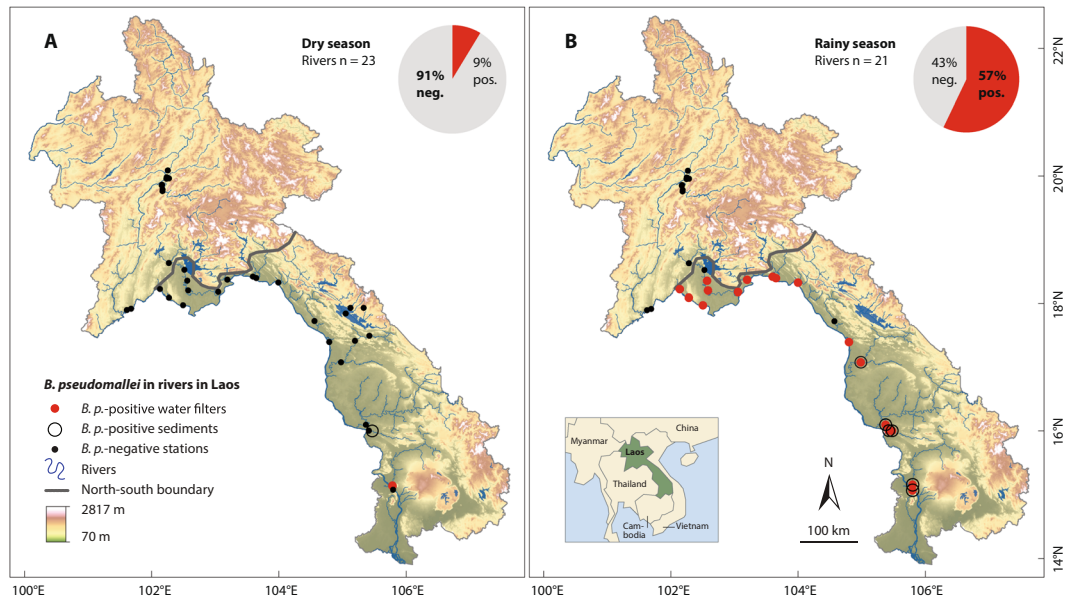 A
Dry season
Rivers n = 23
91%
neg.
9%
pos.
B. pseudomallei in rivers in Laos
B. p.-positive water filters
B. p.-positive sediments
B. p.-negative stations
Rivers
North-south boundary
2817 m
70 m
100°E
102°E
104°E
106°E
B
Rainy season
Rivers n = 21
43%
neg.
57%
pos.
Myanmar
China
Laos
Thailand
Cam-
bodia
Vietnam
N
100 km
22°N
20°N
18°N
16°N
14°N
100°E
102°E
104°E
106°E